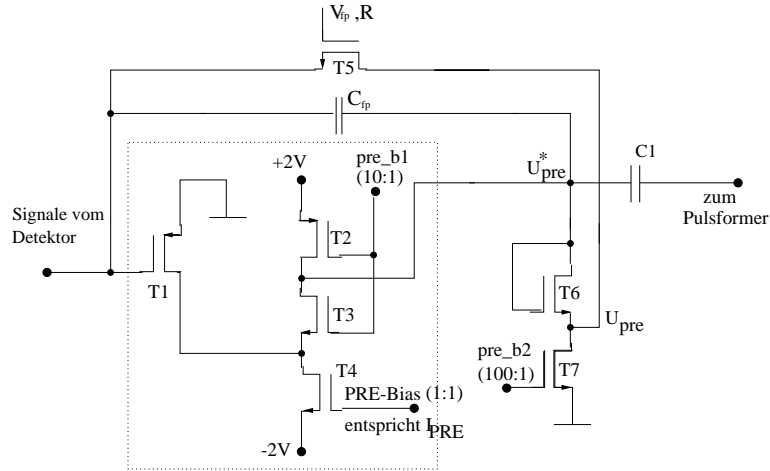 V_fp ,R
T5
C_fp
pre_b1
(10:1)
+2V
C1
U*_pre
zum
Pulsformer
Signale vom
Detektor
T2
T1
T3
T6
U_pre
T4
pre_b2
(100:1)
T7
PRE-Bias (1:1)
entspricht I_PRE
-2V